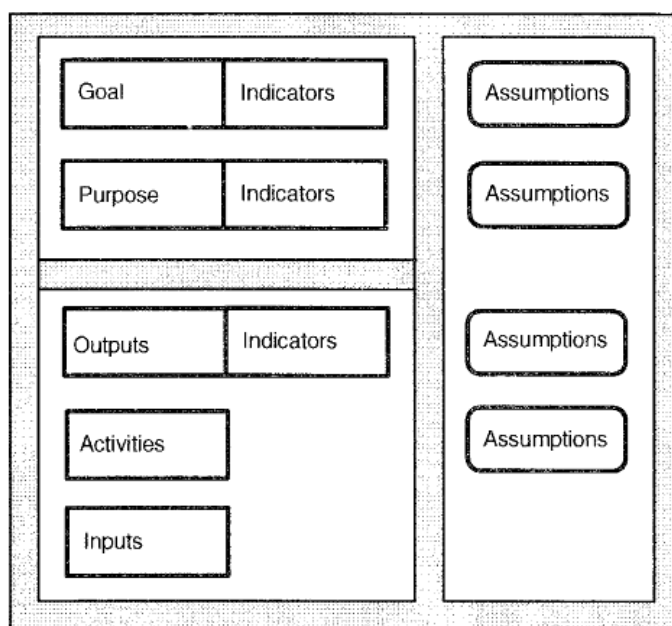 Goal Indicators Assumptions
Purpose Indicators Assumptions
Outputs Indicators Assumptions
Activities Assumptions
Inputs